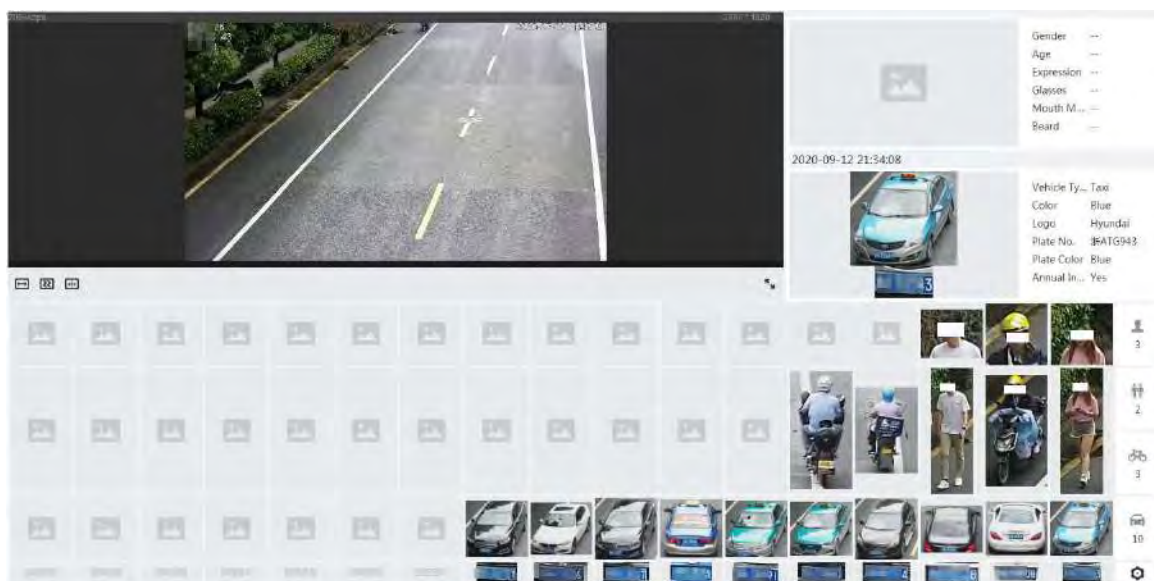 Gender --
Age --
Expression --
Glasses --
Mouth M... --
Beard --
2020-09-12 21:34:08
Vehicle Ty... Taxi
Color Blue
Logo Hyundai
Plate No. 浙ATG943
Plate Color Blue
Annual In... Yes
3
2
3
10